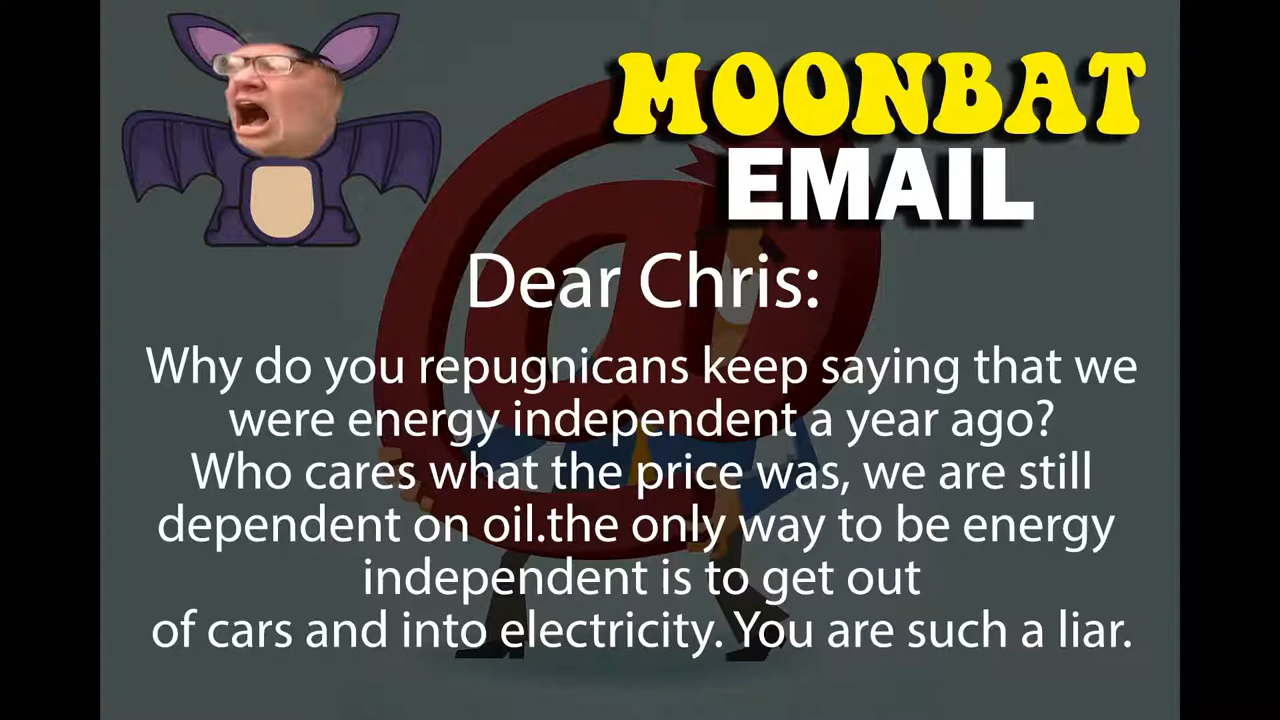 MOONBAT
EMAIL
Dear Chris:
Why do you repugnicans keep saying that we
were energy independent a year ago?
Who cares what the price was, we are still
dependent on oil.the only way to be energy
independent is to get out
of cars and into electricity. You are such a liar.